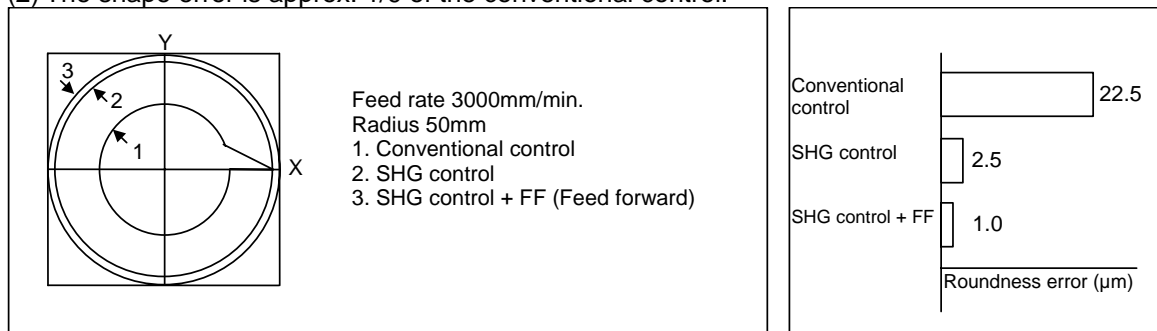 (2) The shape error is approx. 1/9 of the conventional control.
Y
3
2
1
X
Feed rate 3000mm/min.
Radius 50mm
1. Conventional control
2. SHG control
3. SHG control + FF (Feed forward)
Conventional
control
22.5
SHG control
2.5
SHG control + FF
1.0
Roundness error (μm)